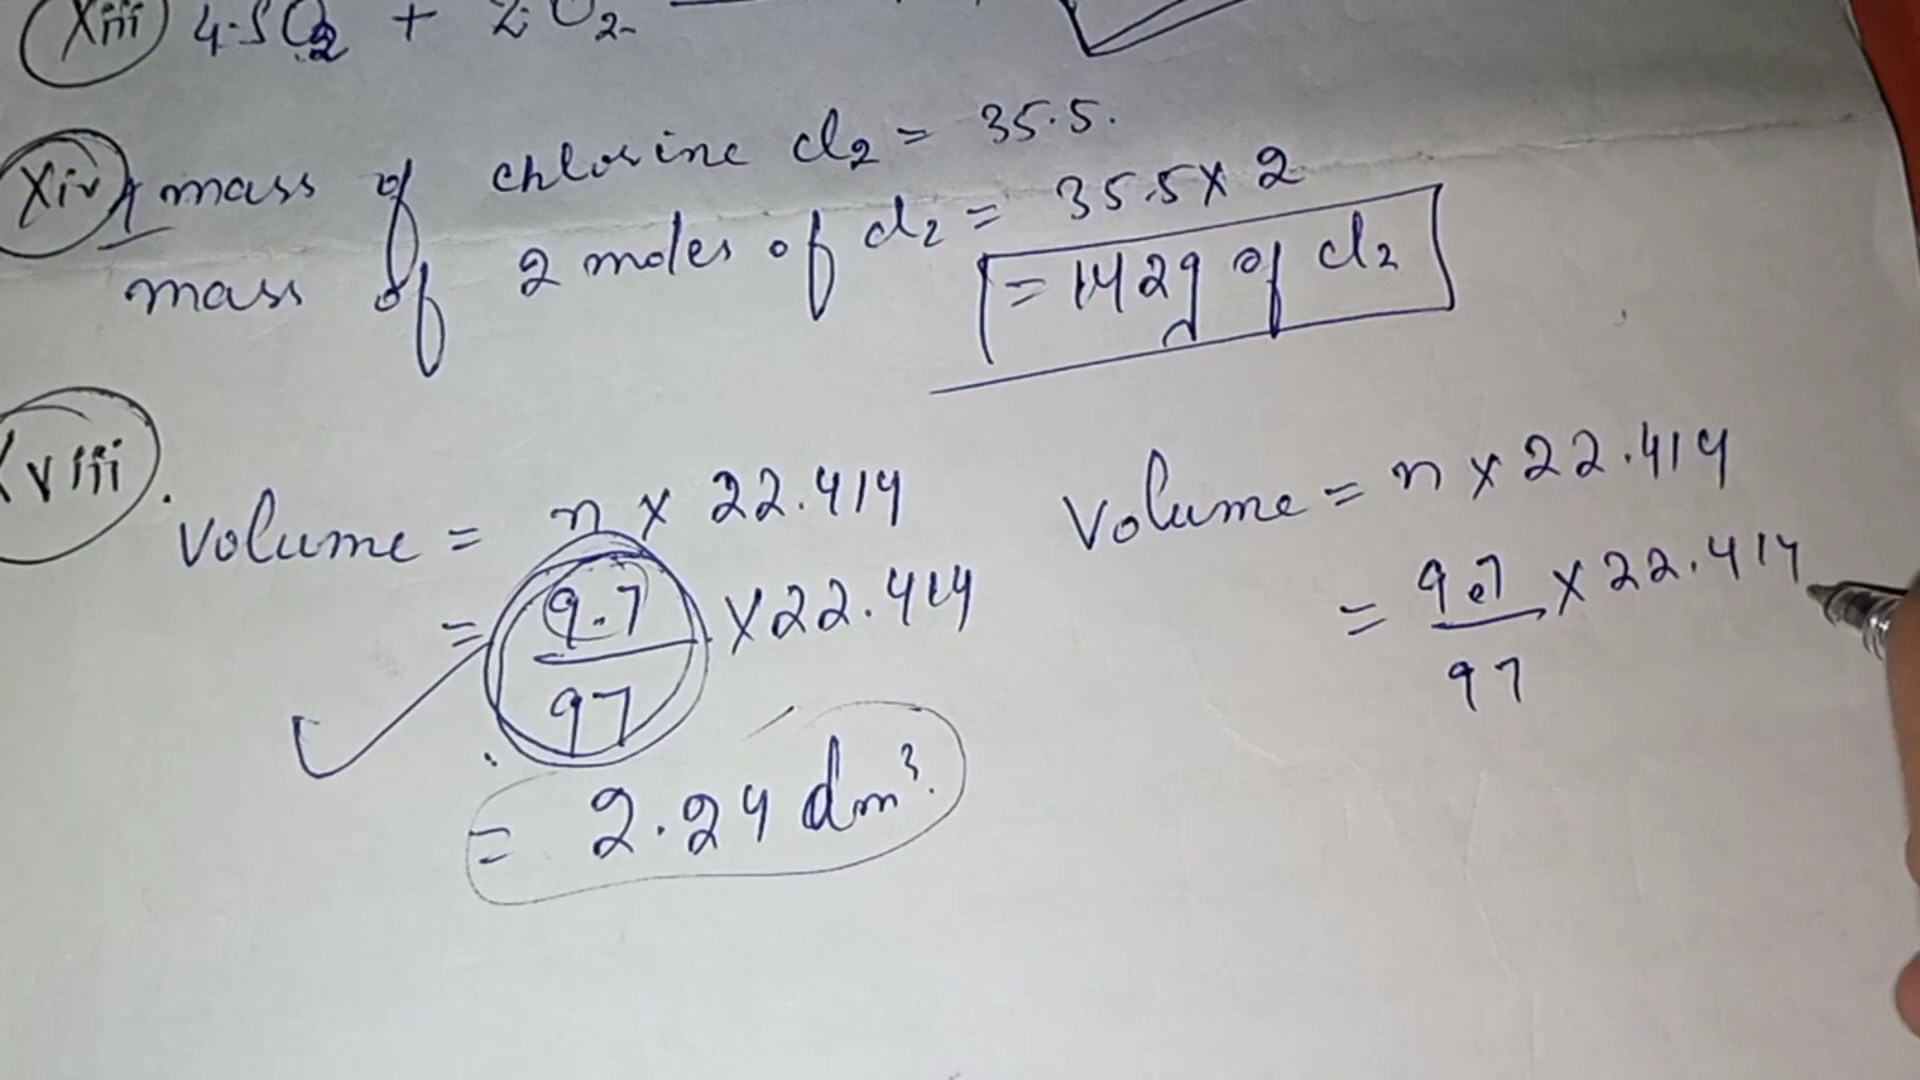 xiii 4.SO2 + 2O2
xiv 1 mass of chlorine cl2 = 35.5.
mass of 2 moles of cl2 = 35.5 x 2
= 142g of cl2
xviii.
Volume = n x 22.414
= 9.7/97 x 22.414
= 2.24 dm³.
Volume = n x 22.414
= 9.7/97 x 22.414